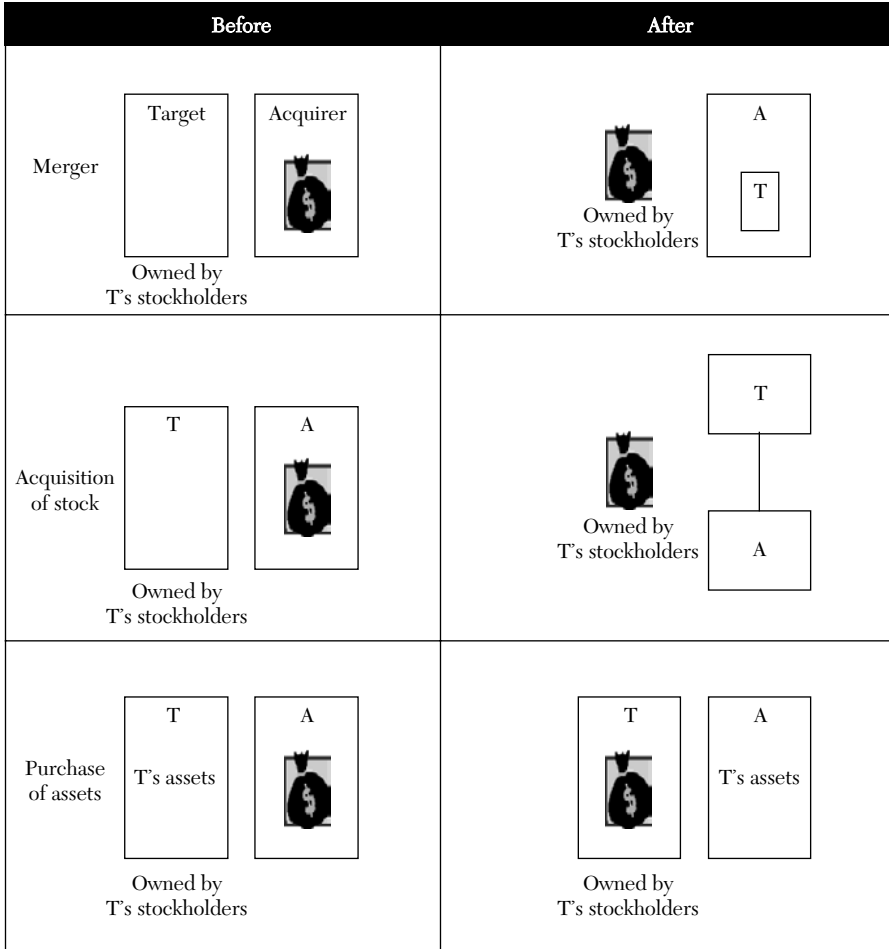 Before
After
Target
Acquirer
$
Merger
Owned by
T's stockholders
$
Owned by
T's stockholders
A
T
T
A
$
Acquisition
of stock
Owned by
T's stockholders
$
Owned by
T's stockholders
T
A
T
T's assets
A
$
Purchase
of assets
Owned by
T's stockholders
T
$
Owned by
T's stockholders
A
T's assets